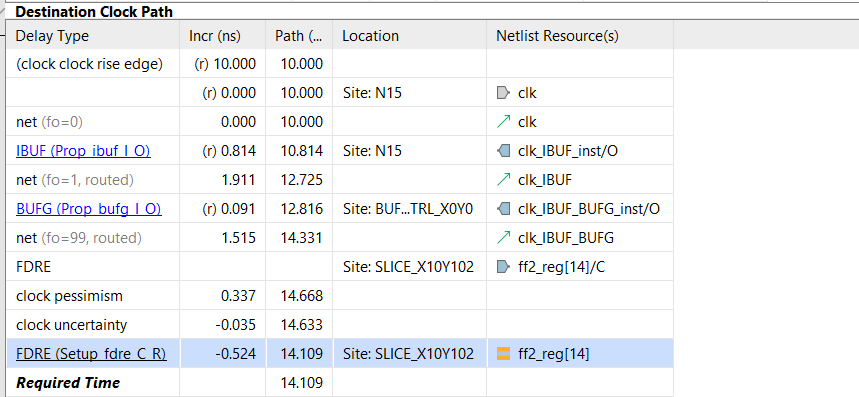 Destination Clock Path
Delay Type Incr (ns) Path (... Location Netlist Resource(s)
(clock clock rise edge) (r) 10.000 10.000
(r) 0.000 10.000 Site: N15 clk
net (fo=0) 0.000 10.000 clk
IBUF (Prop_ibuf_I_O) (r) 0.814 10.814 Site: N15 clk_IBUF_inst/O
net (fo=1, routed) 1.911 12.725 clk_IBUF
BUFG (Prop_bufg_I_O) (r) 0.091 12.816 Site: BUF...TRL_X0Y0 clk_IBUF_BUFG_inst/O
net (fo=99, routed) 1.515 14.331 clk_IBUF_BUFG
FDRE Site: SLICE_X10Y102 ff2_reg[14]/C
clock pessimism 0.337 14.668
clock uncertainty -0.035 14.633
FDRE (Setup_fdre_C_R) -0.524 14.109 Site: SLICE_X10Y102 ff2_reg[14]
Required Time 14.109